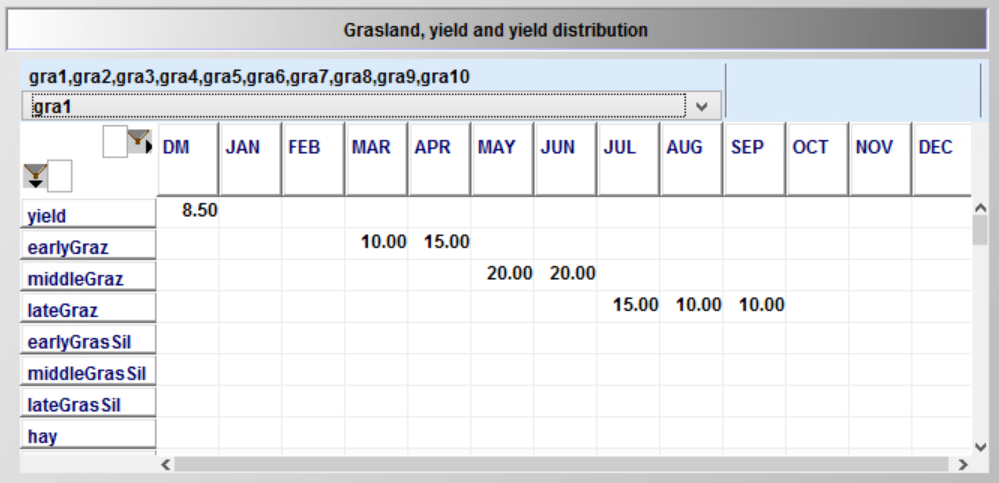 Grasland, yield and yield distribution
gra1,gra2,gra3,gra4,gra5,gra6,gra7,gra8,gra9,gra10
gra1
DM JAN FEB MAR APR MAY JUN JUL AUG SEP OCT NOV DEC
yield 8.50
earlyGraz 10.00 15.00
middleGraz 20.00 20.00
lateGraz 15.00 10.00 10.00
earlyGrasSil
middleGrasSil
lateGrasSil
hay